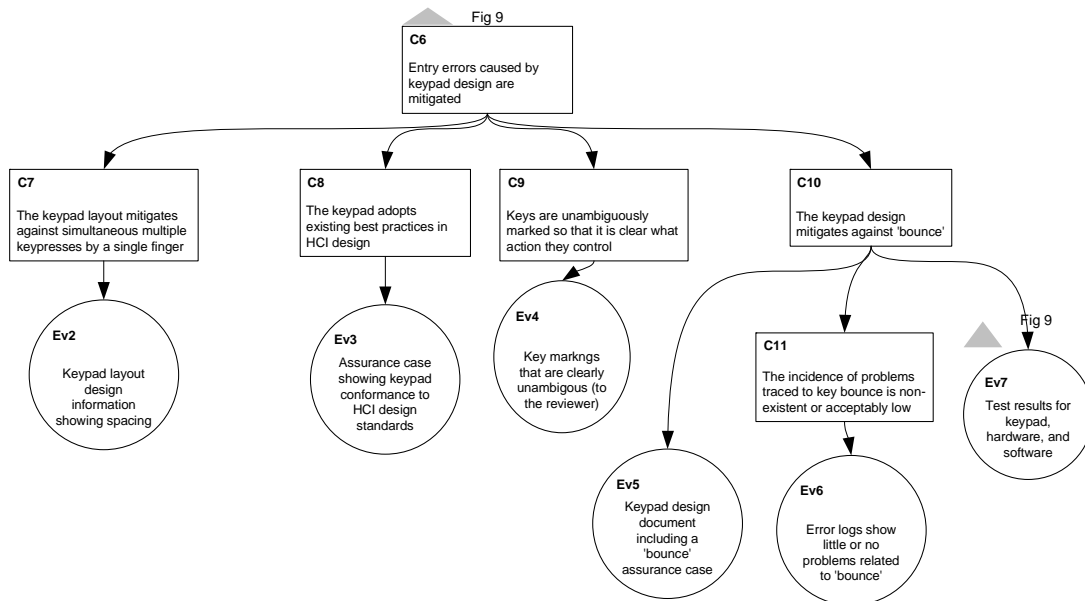 Fig 9
C6
Entry errors caused by
keypad design are
mitigated
C7
The keypad layout mitigates
against simultaneous multiple
keypresses by a single finger
C8
The keypad adopts
existing best practices in
HCI design
C9
Keys are unambiguously
marked so that it is clear what
action they control
C10
The keypad design
mitigates against 'bounce'
Ev2
Keypad layout
design
information
showing spacing
Ev3
Assurance case
showing keypad
conformance to
HCI design
standards
Ev4
Key markngs
that are clearly
unambigous (to
the reviewer)
C11
The incidence of problems
traced to key bounce is non-
existent or acceptably low
Fig 9
Ev7
Test results for
keypad,
hardware, and
software
Ev5
Keypad design
document
including a
'bounce'
assurance case
Ev6
Error logs show
little or no
problems related
to 'bounce'